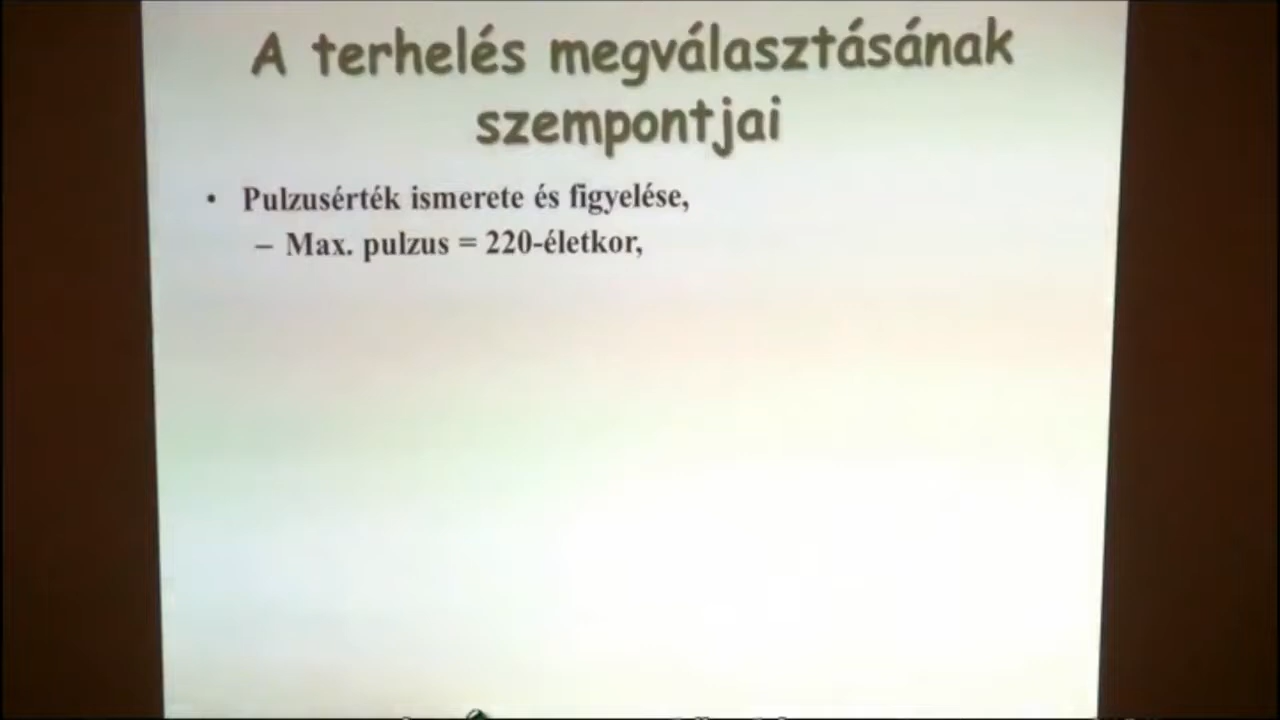 A terhelés megválasztásának
szempontjai
• Pulzusérték ismerete és figyelése,
– Max. pulzus = 220-életkor,